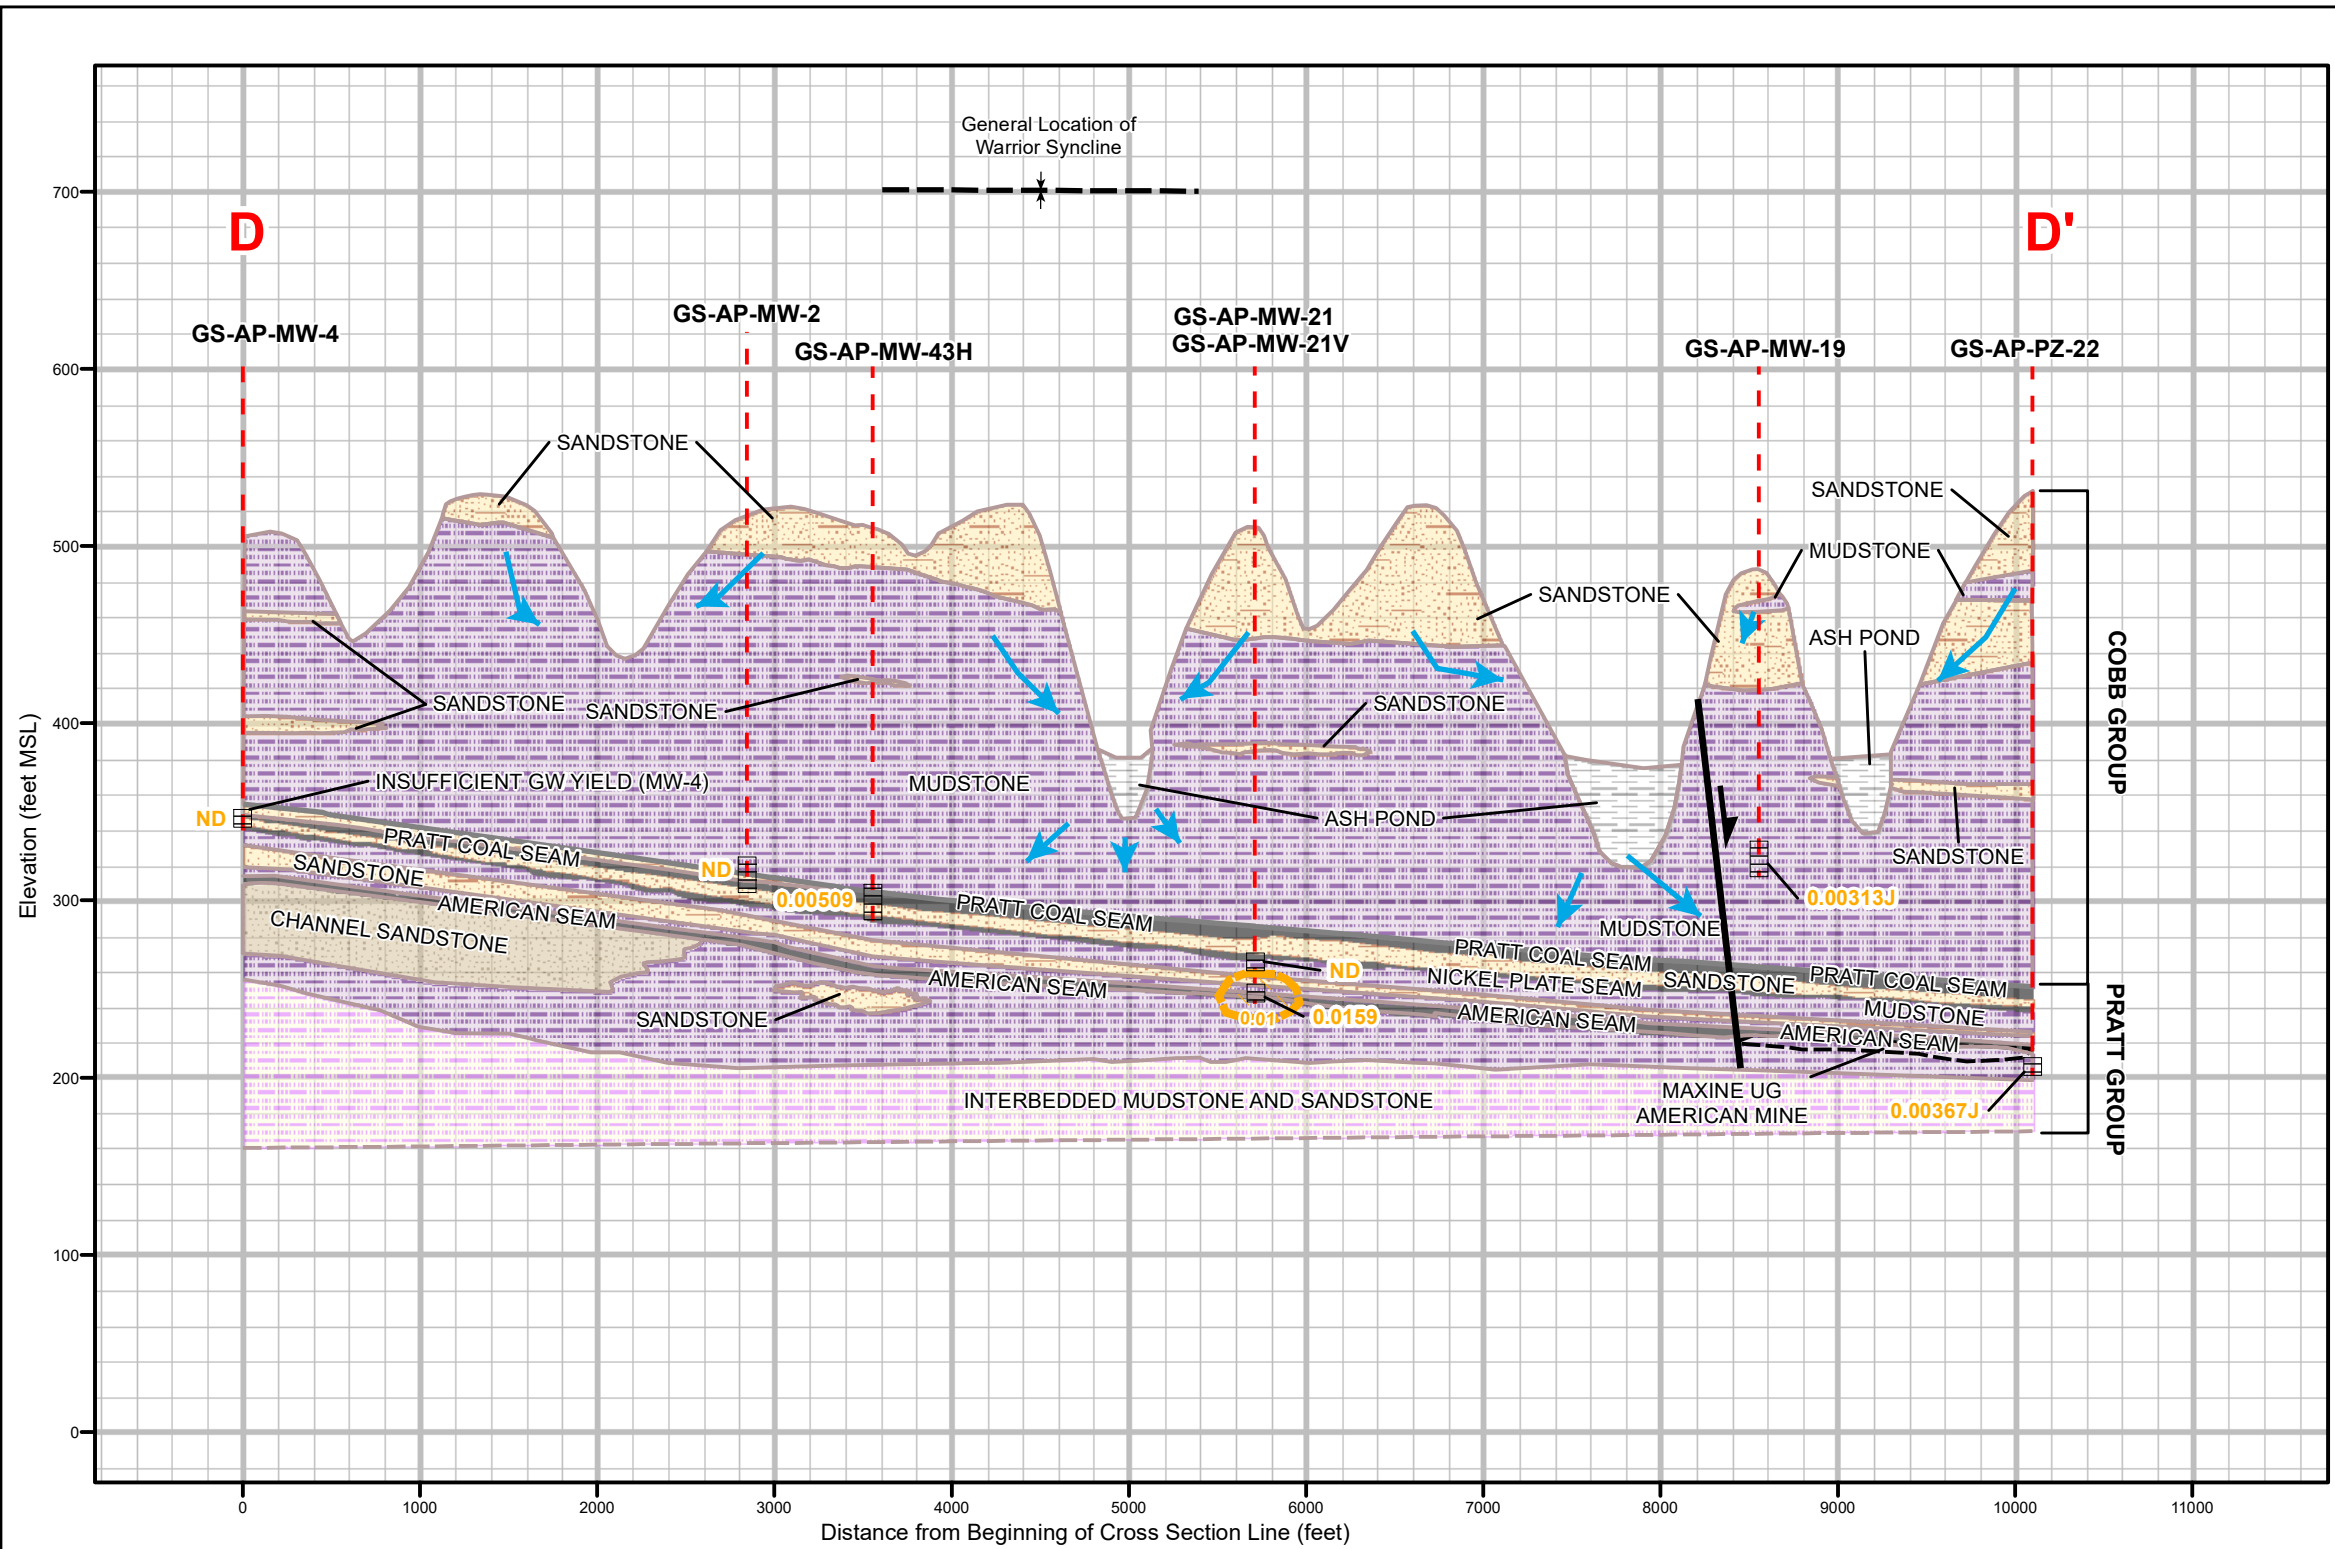 General Location of
Warrior Syncline
700
D
D'
GS-AP-MW-2
GS-AP-MW-21
GS-AP-MW-4
GS-AP-MW-21V
GS-AP-MW-43H
GS-AP-MW-19
GS-AP-PZ-22
600
SANDSTONE
SANDSTONE
500
MUDSTONE
SANDSTONE
ASH POND
COBB GROUP
SANDSTONE
SANDSTONE
SANDSTONE
400
Elevation (feet MSL)
INSUFFICIENT GW YIELD (MW-4)
MUDSTONE
ND
ASH POND
PRATT COAL SEAM
SANDSTONE
SANDSTONE
ND
0.00509
0.00313J
300
AMERICAN SEAM
PRATT COAL SEAM
CHANNEL SANDSTONE
MUDSTONE
PRATT COAL SEAM
ND
NICKEL PLATE SEAM
SANDSTONE
PRATT COAL SEAM
AMERICAN SEAM
SANDSTONE
0.01
0.0159
AMERICAN SEAM
MUDSTONE
AMERICAN SEAM
PRATT GROUP
200
INTERBEDDED MUDSTONE AND SANDSTONE
MAXINE UG
AMERICAN MINE
0.00367J
100
0
0
1000
2000
3000
4000
5000
6000
7000
8000
9000
10000
11000
Distance from Beginning of Cross Section Line (feet)